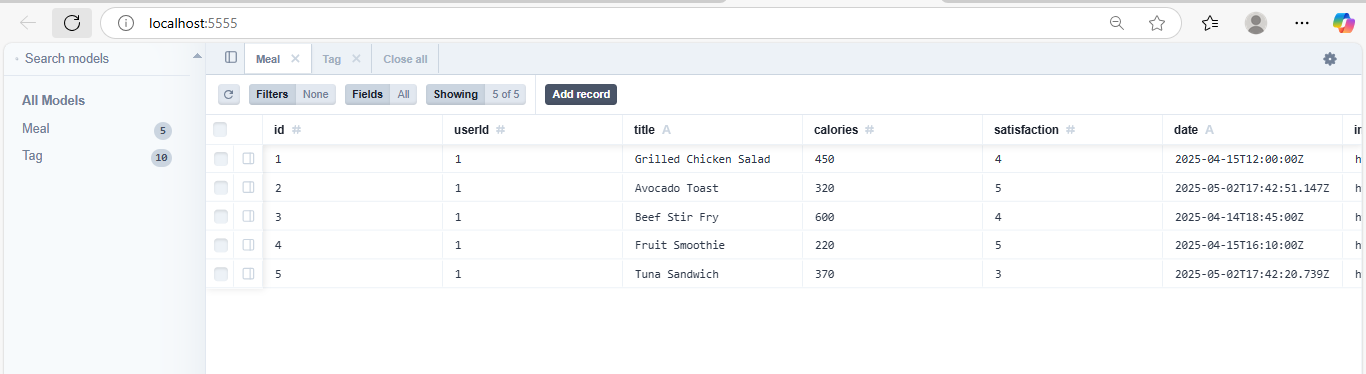 localhost:5555
Search models
Meal
Tag
Close all
Filters None
Fields All
Showing 5 of 5
Add record
All Models
Meal 5
Tag 10
id # userId # title A calories # satisfaction # date A
1 1 Grilled Chicken Salad 450 4 2025-04-15T12:00:00Z h
2 1 Avocado Toast 320 5 2025-05-02T17:42:51.147Z h
3 1 Beef Stir Fry 600 4 2025-04-14T18:45:00Z h
4 1 Fruit Smoothie 220 5 2025-04-15T16:10:00Z h
5 1 Tuna Sandwich 370 3 2025-05-02T17:42:20.739Z h